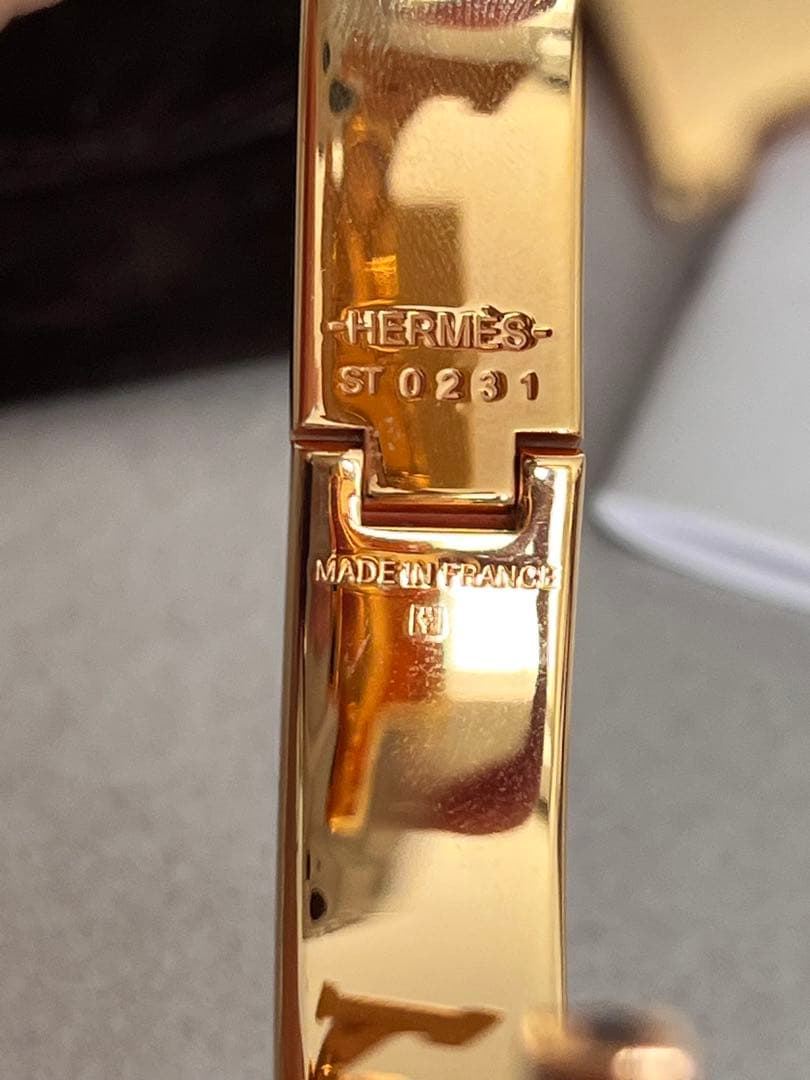 -HERMÈS-
ST 0231
MADE IN FRANCE